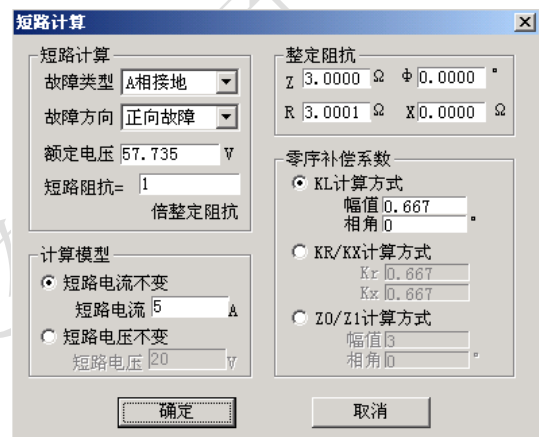 短路计算
短路计算
故障类型 A相接地
故障方向 正向故障
额定电压 57.735 V
短路阻抗= 1
倍整定阻抗
计算模型
短路电流不变
短路电流 5 A
短路电压不变
短路电压 20 V
整定阻抗
Z 3.0000 Ω Φ 0.0000 °
R 3.0001 Ω X 0.0000 Ω
零序补偿系数
KL计算方式
幅值 0.667
相角 0 °
KR/KX计算方式
Kr 0.667
Kx 0.667
Z0/Z1计算方式
幅值 3
相角 0 °
确定
取消